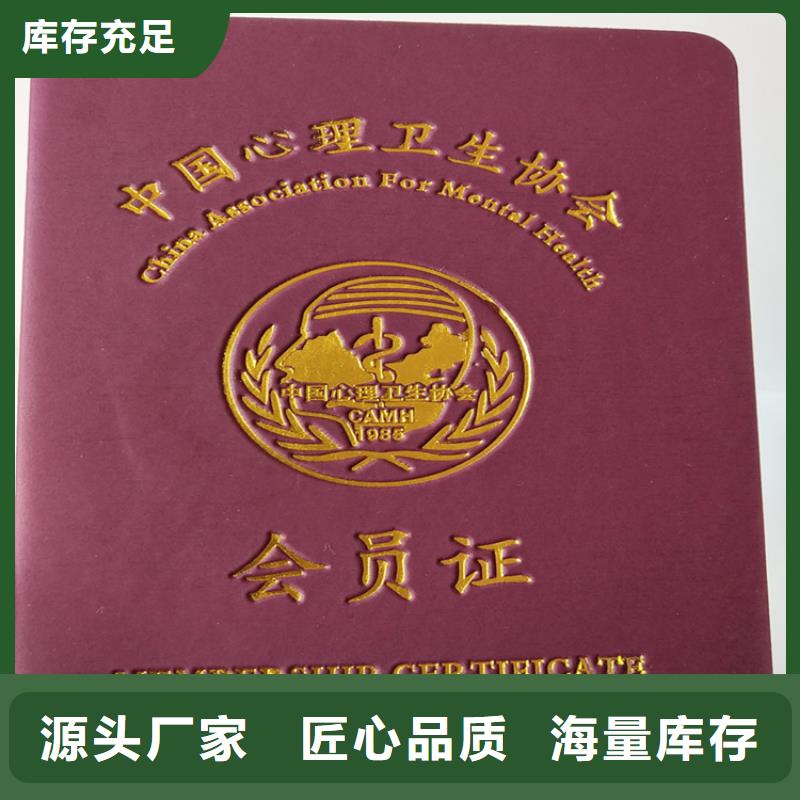 库存充足
中国心理卫生协会
China Association For Mental Health
中国心理卫生协会
CAMH
1985
会员证
MEMBERSHIP CERTIFICATE
源头厂家 匠心品质 海量库存